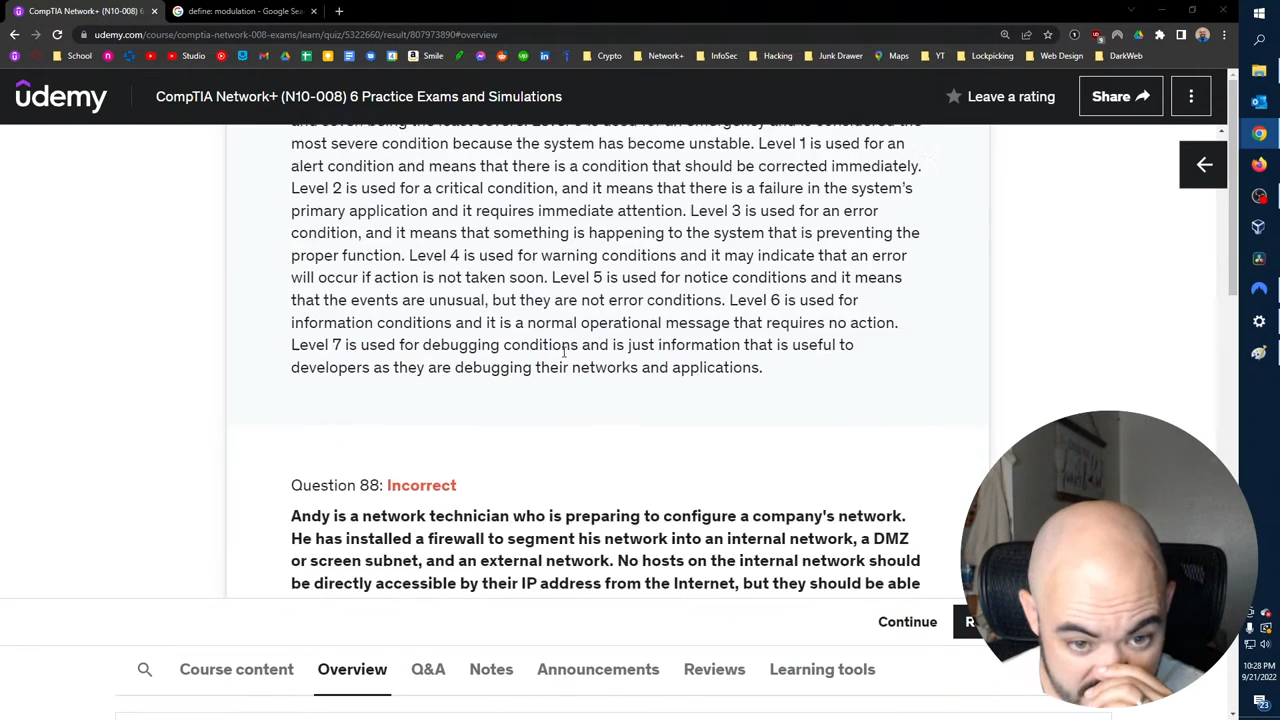 CompTIA Network+ (N10-008) 6
define: modulation - Google Sea
udemy.com/course/comptia-network-008-exams/learn/quiz/5322660/result/807973890#overview
School
YouTube
Studio
Smile
Crypto
Network+
InfoSec
Hacking
Junk Drawer
Maps
YT
Lockpicking
Web Design
DarkWeb
ûdemy
CompTIA Network+ (N10-008) 6 Practice Exams and Simulations
Leave a rating
Share
most severe condition because the system has become unstable. Level 1 is used for an
alert condition and means that there is a condition that should be corrected immediately.
Level 2 is used for a critical condition, and it means that there is a failure in the system's
primary application and it requires immediate attention. Level 3 is used for an error
condition, and it means that something is happening to the system that is preventing the
proper function. Level 4 is used for warning conditions and it may indicate that an error
will occur if action is not taken soon. Level 5 is used for notice conditions and it means
that the events are unusual, but they are not error conditions. Level 6 is used for
information conditions and it is a normal operational message that requires no action.
Level 7 is used for debugging conditions and is just information that is useful to
developers as they are debugging their networks and applications.
Question 88: Incorrect
Andy is a network technician who is preparing to configure a company's network.
He has installed a firewall to segment his network into an internal network, a DMZ
or screen subnet, and an external network. No hosts on the internal network should
be directly accessible by their IP address from the Internet, but they should be able
Continue
Course content
Overview
Q&A
Notes
Announcements
Reviews
Learning tools
10:28 PM
9/21/2022
23